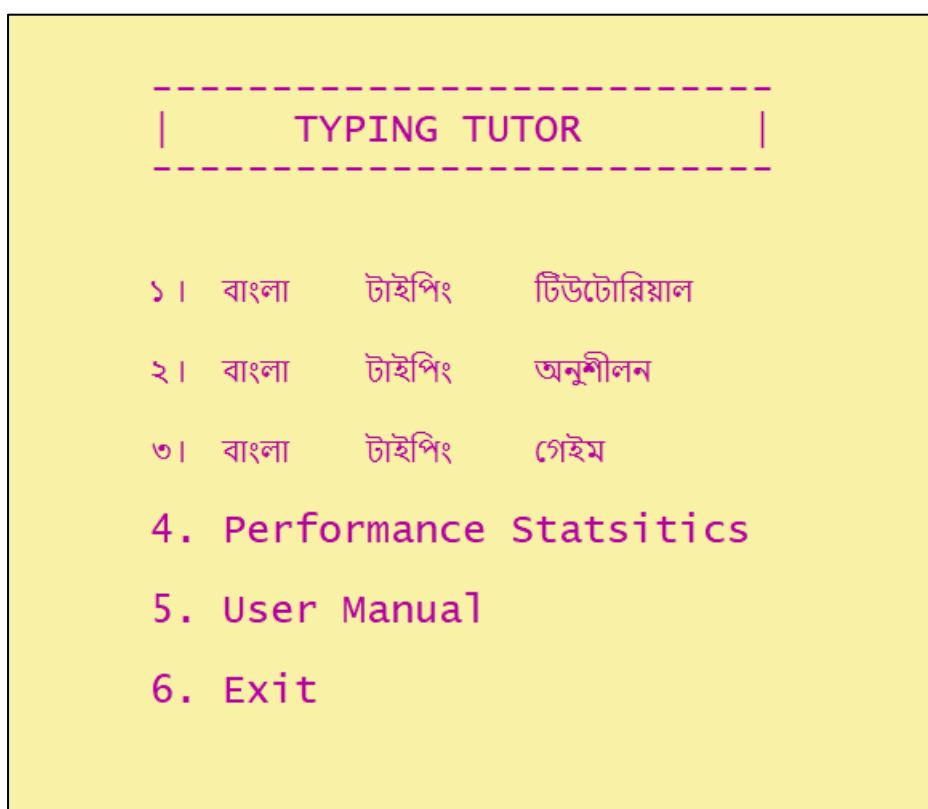 ---------------------------
| TYPING TUTOR |
---------------------------
১। বাংলা টাইপিং টিউটোরিয়াল
২। বাংলা টাইপিং অনুশীলন
৩। বাংলা টাইপিং গেইম
4. Performance Statsitics
5. User Manual
6. Exit